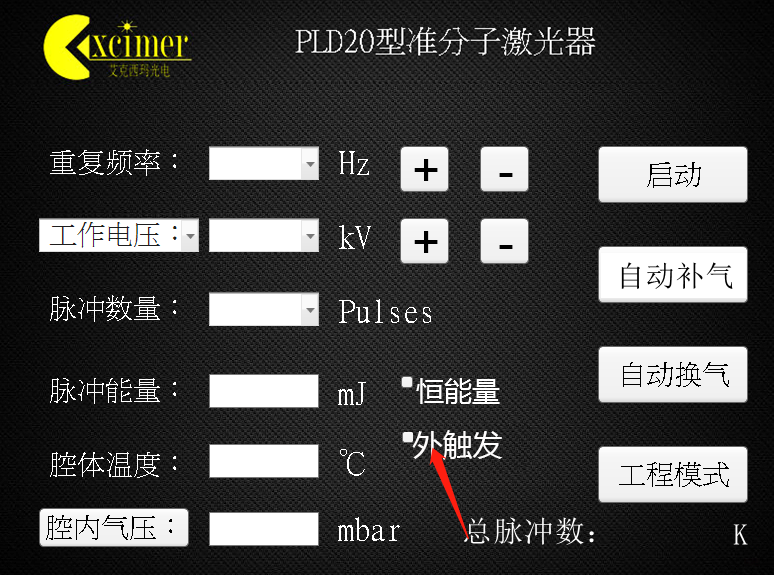 excimer
艾克西玛光电
PLD20型准分子激光器
重复频率： Hz + - 启动
工作电压： kV + -
自动补气
脉冲数量： Pulses
自动换气
脉冲能量： mJ 恒能量
外触发
腔体温度： ℃
工程模式
腔内气压： mbar 总脉冲数： K